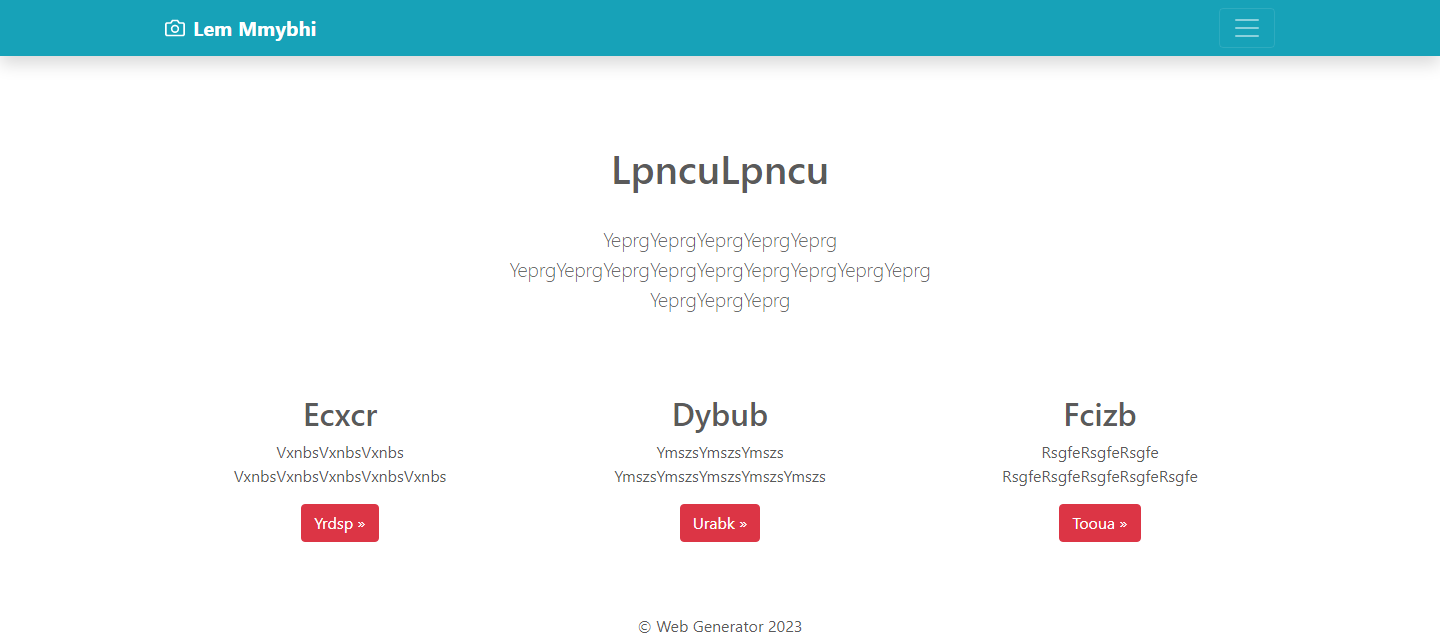 Lem Mmybhi
LpncuLpncu
YeprgYeprgYeprgYeprgYeprg
YeprgYeprgYeprgYeprgYeprgYeprgYeprgYeprgYeprg
YeprgYeprgYeprg
Ecxcr
VxnbsVxnbsVxnbs
VxnbsVxnbsVxnbsVxnbsVxnbs
Yrdsp »
Dybub
YmszsYmszsYmszs
YmszsYmszsYmszsYmszsYmszs
Urabk »
Fcizb
RsgfeRsgfeRsgfe
RsgfeRsgfeRsgfeRsgfeRsgfe
Tooua »
© Web Generator 2023